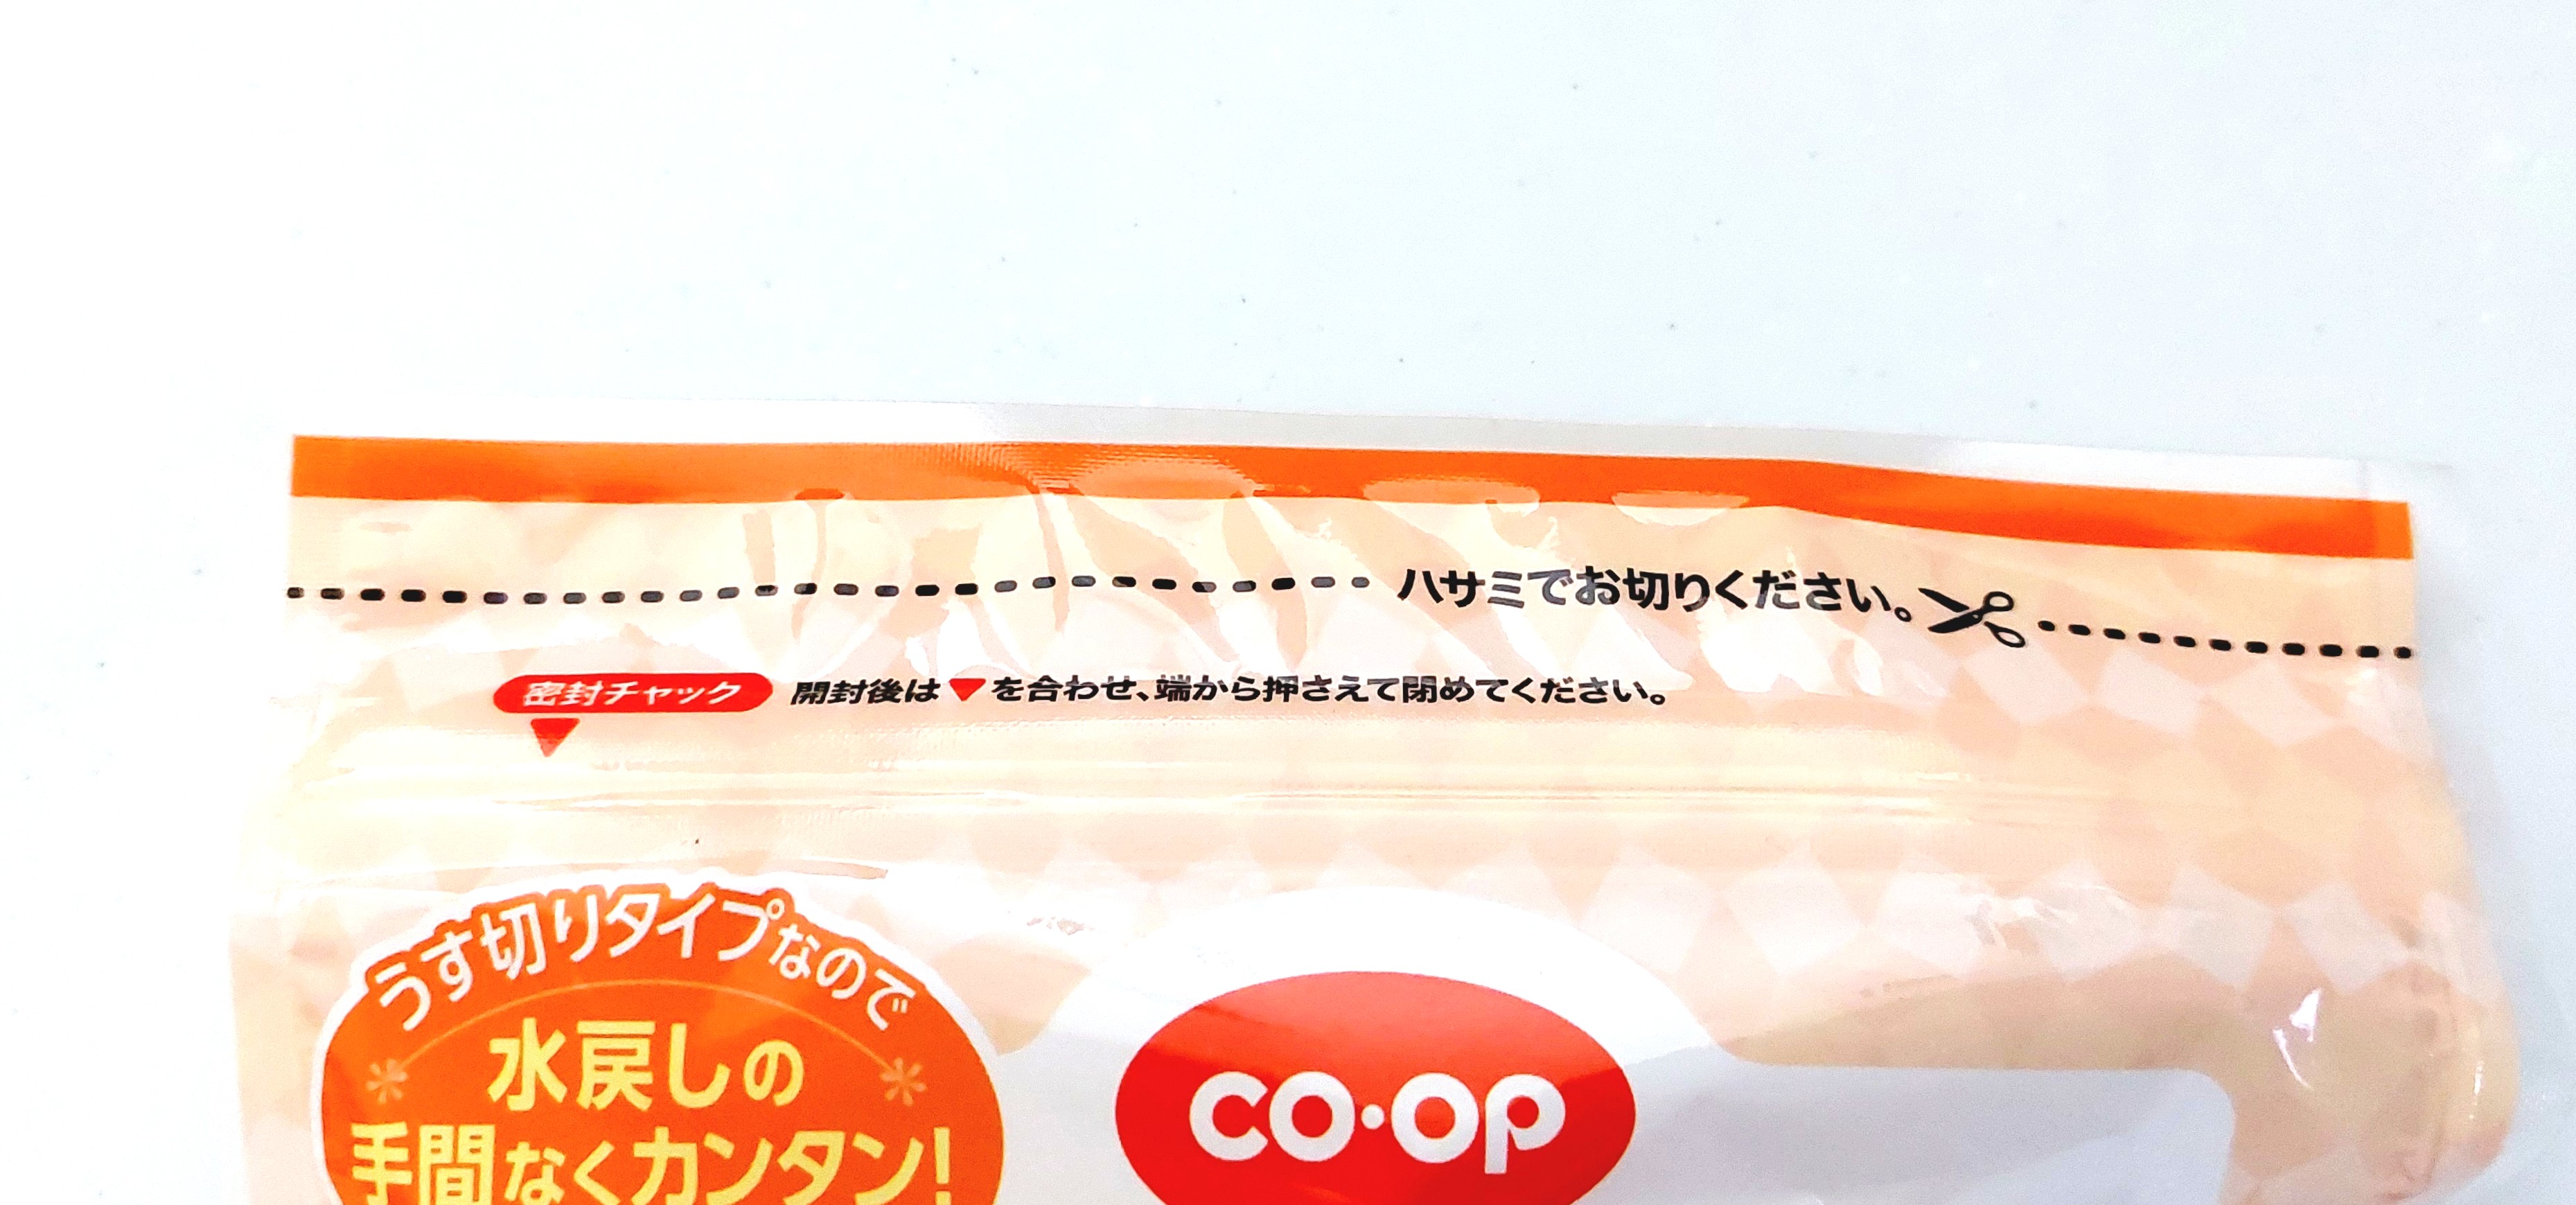 ハサミでお切りください。
密封チャック 開封後は▼を合わせ、端から押さえて閉めてください。
うす切りタイプなので
水戻しの
手間なくカンタン!
CO·OP